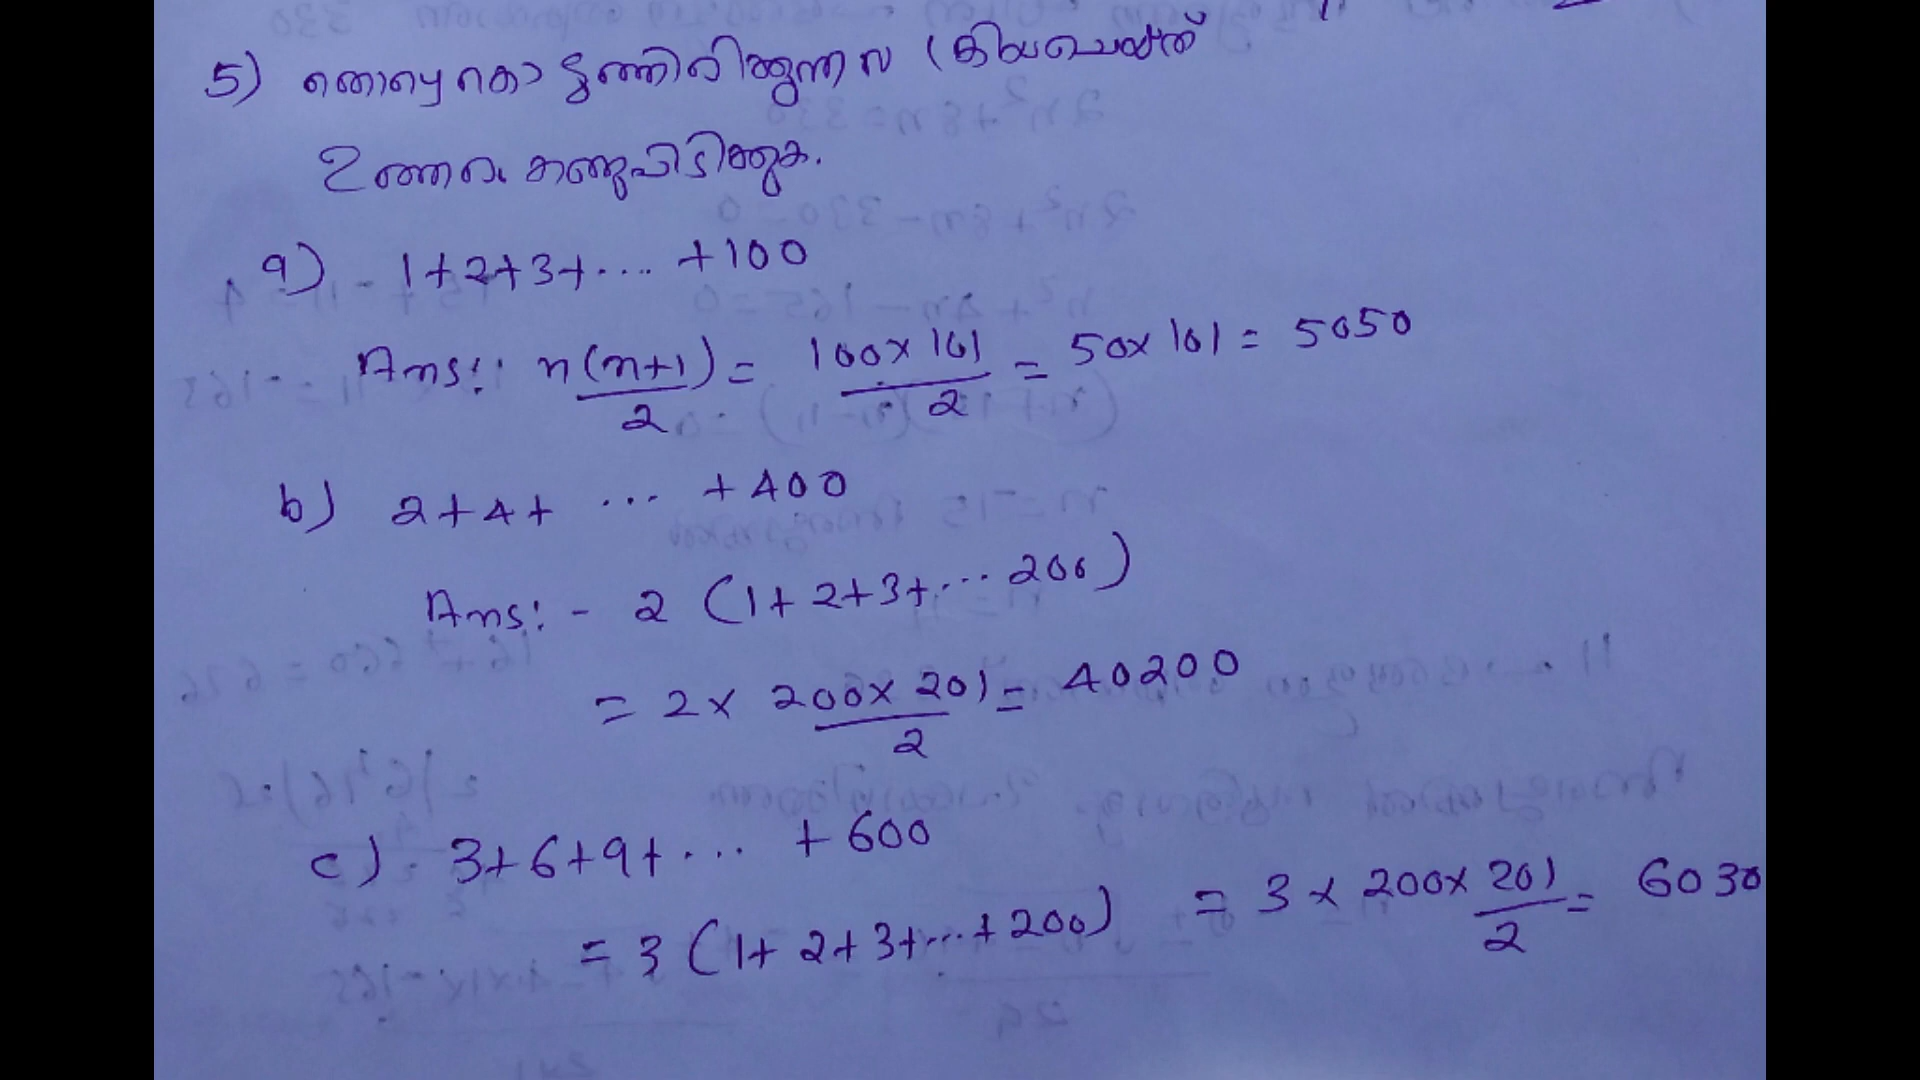 5) താഴെ കൊടുത്തിരിക്കുന്നവ ക്രിയചെയ്ത്
ഉത്തരം കണ്ടുപിടിക്കുക.
a) - 1+2+3+.... +100
Ans:- n(n+1)/2 = 100×101/2 = 50×101 = 5050
b) 2+4+ ... +400
Ans:- 2 (1+2+3+...200)
= 2× 200×201/2 = 40200
c) 3+6+9+... +600
= 3 (1+2+3+...+200) = 3 × 200×201/2 = 6030